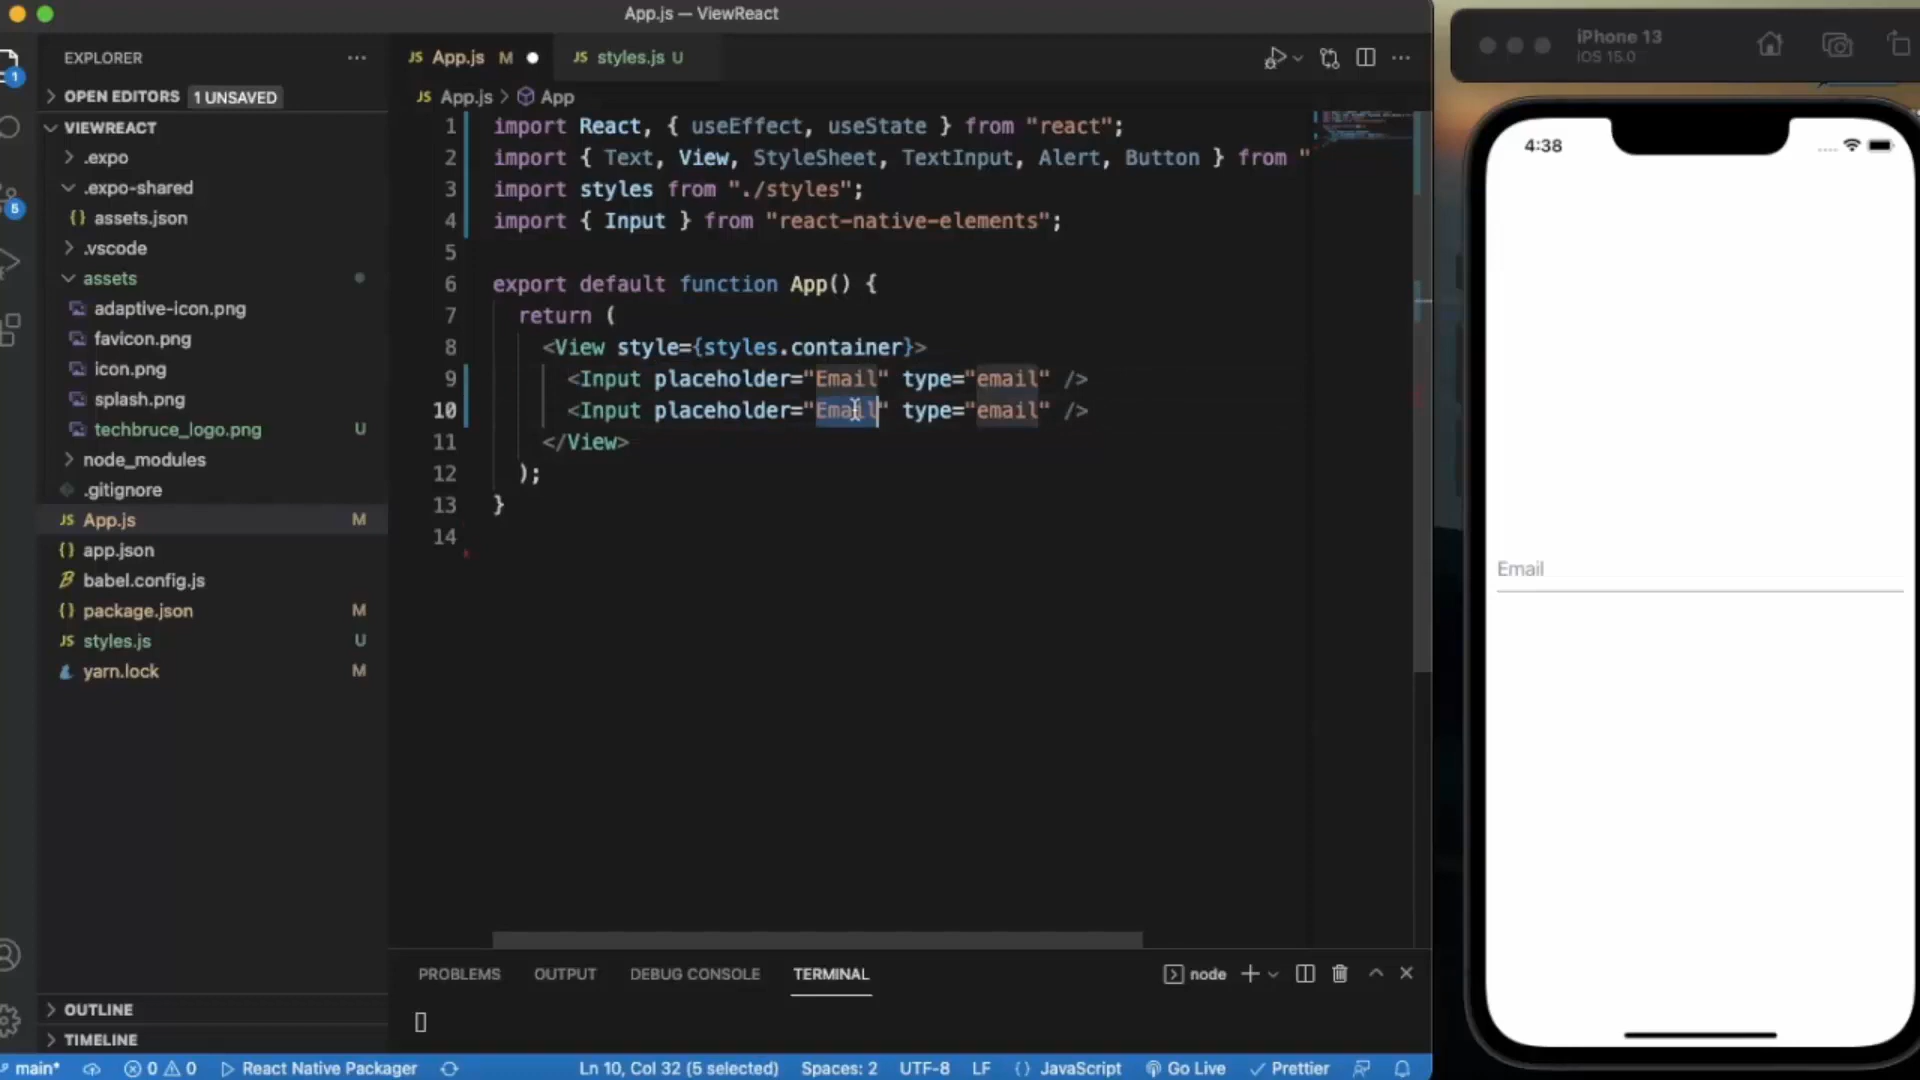 App.js — ViewReact
EXPLORER
OPEN EDITORS 1 UNSAVED
VIEWREACT
.expo
.expo-shared
{} assets.json
.vscode
assets
adaptive-icon.png
favicon.png
icon.png
splash.png
techbruce_logo.png U
node_modules
.gitignore
JS App.js M
{} app.json
babel.config.js
{} package.json M
JS styles.js U
yarn.lock M
OUTLINE
TIMELINE
1
5
JS App.js M
JS styles.js U
JS App.js > App
1 import React, { useEffect, useState } from "react";
2 import { Text, View, StyleSheet, TextInput, Alert, Button } from "
3 import styles from "./styles";
4 import { Input } from "react-native-elements";
5
6 export default function App() {
7 return (
8 <View style={styles.container}>
9 <Input placeholder="Email" type="email" />
10 <Input placeholder="Email" type="email" />
11 </View>
12 );
13 }
14
PROBLEMS OUTPUT DEBUG CONSOLE TERMINAL
node
main* 0 0 React Native Packager Ln 10, Col 32 (5 selected) Spaces: 2 UTF-8 LF {} JavaScript Go Live Prettier
iPhone 13
iOS 15.0
4:38
Email